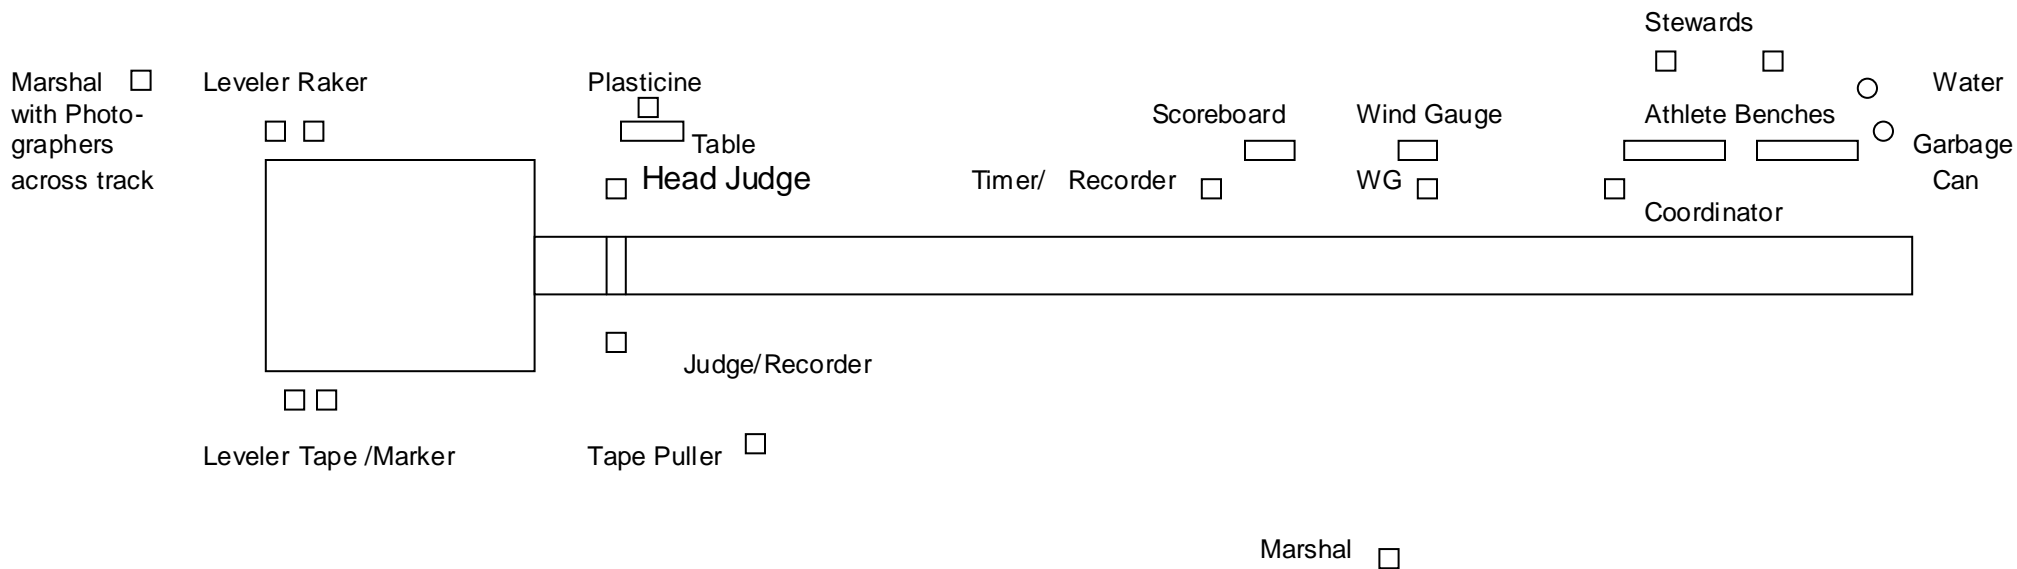 Stewards
Marshal
with Photo-
graphers
across track
Leveler Raker
Plasticine
Table
Head Judge
Scoreboard
Timer/ Recorder
Wind Gauge
WG
Athlete Benches
Coordinator
Water
Garbage
Can
Judge/Recorder
Leveler Tape /Marker
Tape Puller
Marshal